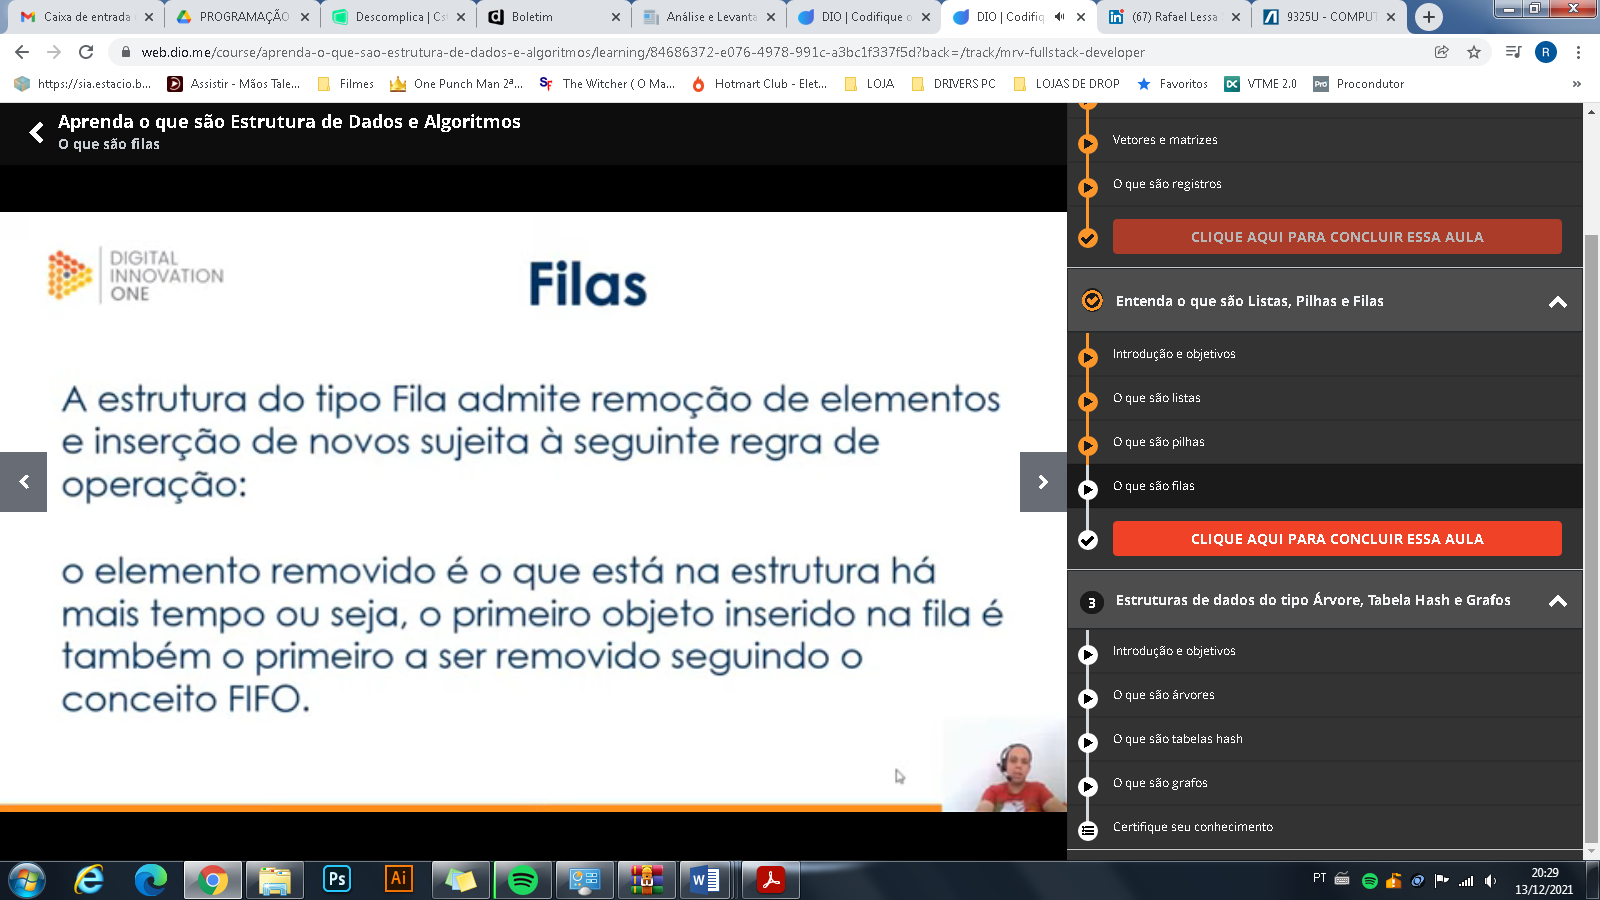 Caixa de entrada
PROGRAMAÇÃO
Descomplica | Cst
Boletim
Análise e Levanta
DIO | Codifique o
DIO | Codifiq
(67) Rafael Lessa
9325U - COMPUT
web.dio.me/course/aprenda-o-que-sao-estrutura-de-dados-e-algoritmos/learning/84686372-e076-4978-991c-a3bc1f337f5d?back=/track/mrv-fullstack-developer
R
https://sia.estacio.b...
Assistir - Mãos Tale...
Filmes
One Punch Man 2ª...
The Witcher ( O Ma...
Hotmart Club - Elet...
LOJA
DRIVERS PC
LOJAS DE DROP
Favoritos
VTME 2.0
Procondutor
Aprenda o que são Estrutura de Dados e Algoritmos
O que são filas
DIGITAL
INNOVATION
ONE
Filas
A estrutura do tipo Fila admite remoção de elementos
e inserção de novos sujeita à seguinte regra de
operação:
o elemento removido é o que está na estrutura há
mais tempo ou seja, o primeiro objeto inserido na fila é
também o primeiro a ser removido seguindo o
conceito FIFO.
Vetores e matrizes
O que são registros
CLIQUE AQUI PARA CONCLUIR ESSA AULA
Entenda o que são Listas, Pilhas e Filas
Introdução e objetivos
O que são listas
O que são pilhas
O que são filas
CLIQUE AQUI PARA CONCLUIR ESSA AULA
3 Estruturas de dados do tipo Árvore, Tabela Hash e Grafos
Introdução e objetivos
O que são árvores
O que são tabelas hash
O que são grafos
Certifique seu conhecimento
Ps
Ai
PT
20:29
13/12/2021